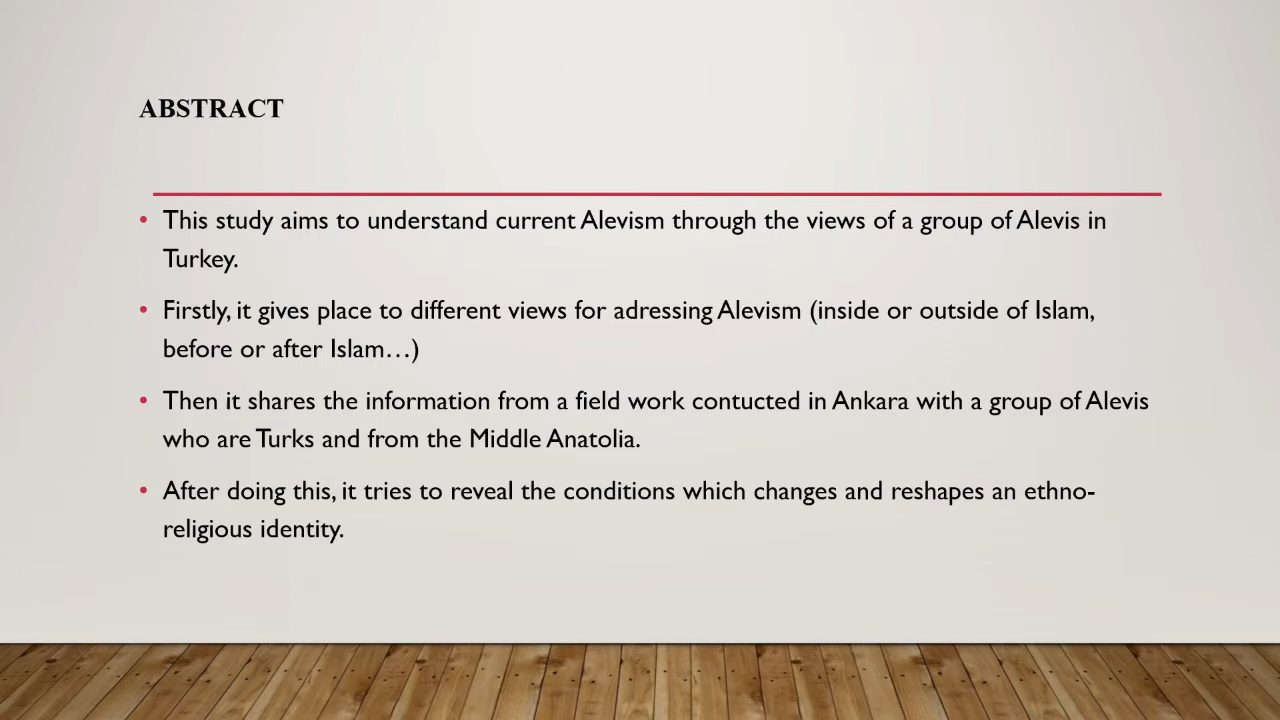 ABSTRACT
• This study aims to understand current Alevism through the views of a group of Alevis in
Turkey.
• Firstly, it gives place to different views for adressing Alevism (inside or outside of Islam,
before or after Islam…)
• Then it shares the information from a field work contucted in Ankara with a group of Alevis
who are Turks and from the Middle Anatolia.
• After doing this, it tries to reveal the conditions which changes and reshapes an ethno-
religious identity.